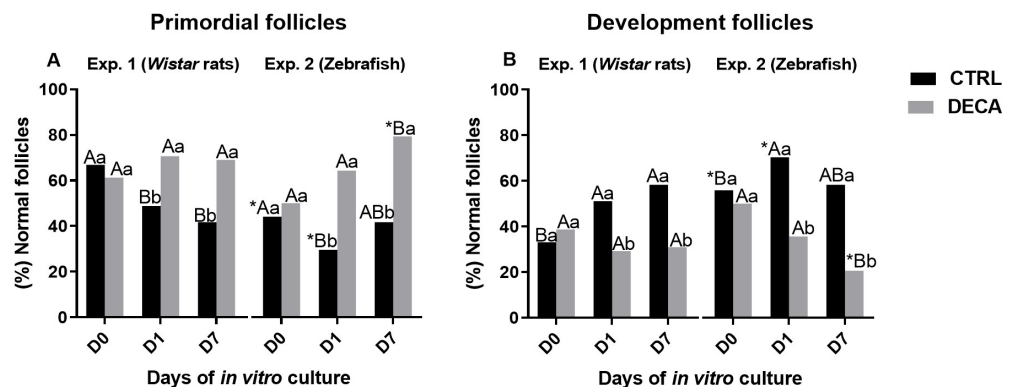 Primordial follicles
A Exp. 1 (Wistar rats) Exp. 2 (Zebrafish)
(%) Normal follicles
100
80
60
40
20
0
Aa Aa Bb Aa Bb Aa *Aa Aa *Bb Aa ABb *Ba
D0 D1 D7 D0 D1 D7
Days of in vitro culture
Development follicles
B Exp. 1 (Wistar rats) Exp. 2 (Zebrafish)
(%) Normal follicles
100
80
60
40
20
0
Ba Aa Aa Ab Aa Ab *Ba Aa *Aa Ab ABa *Bb
D0 D1 D7 D0 D1 D7
Days of in vitro culture
CTRL
DECA